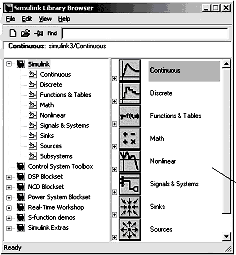 Simulink Library Browser
File Edit View Help
Find
Continuous: simulink3/Continuous
Simulink
Continuous
Discrete
Functions & Tables
Math
Nonlinear
Signals & Systems
Sinks
Sources
Subsystems
Control System Toolbox
DSP Blockset
NCD Blockset
Power System Blockset
Real-Time Workshop
S-function demos
Simulink Extras
Continuous
Discrete
Functions & Tables
Math
Nonlinear
Signals & Systems
Sinks
Sources
Ready